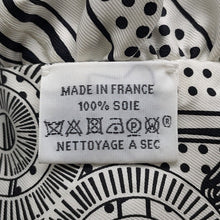 MADE IN FRANCE
100% SOIE
NETTOYAGE A SEC